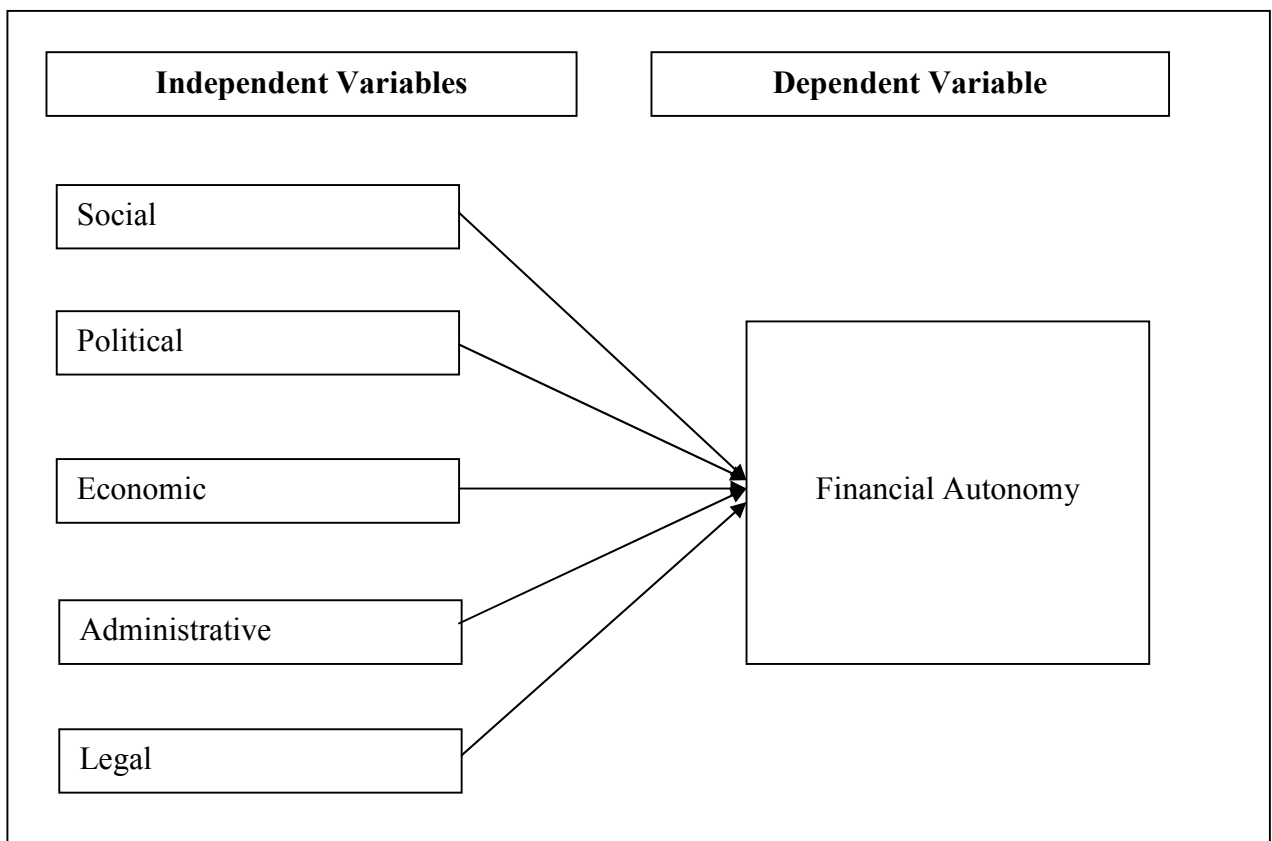 Independent Variables
Dependent Variable
Social
Political
Economic
Administrative
Legal
Financial Autonomy